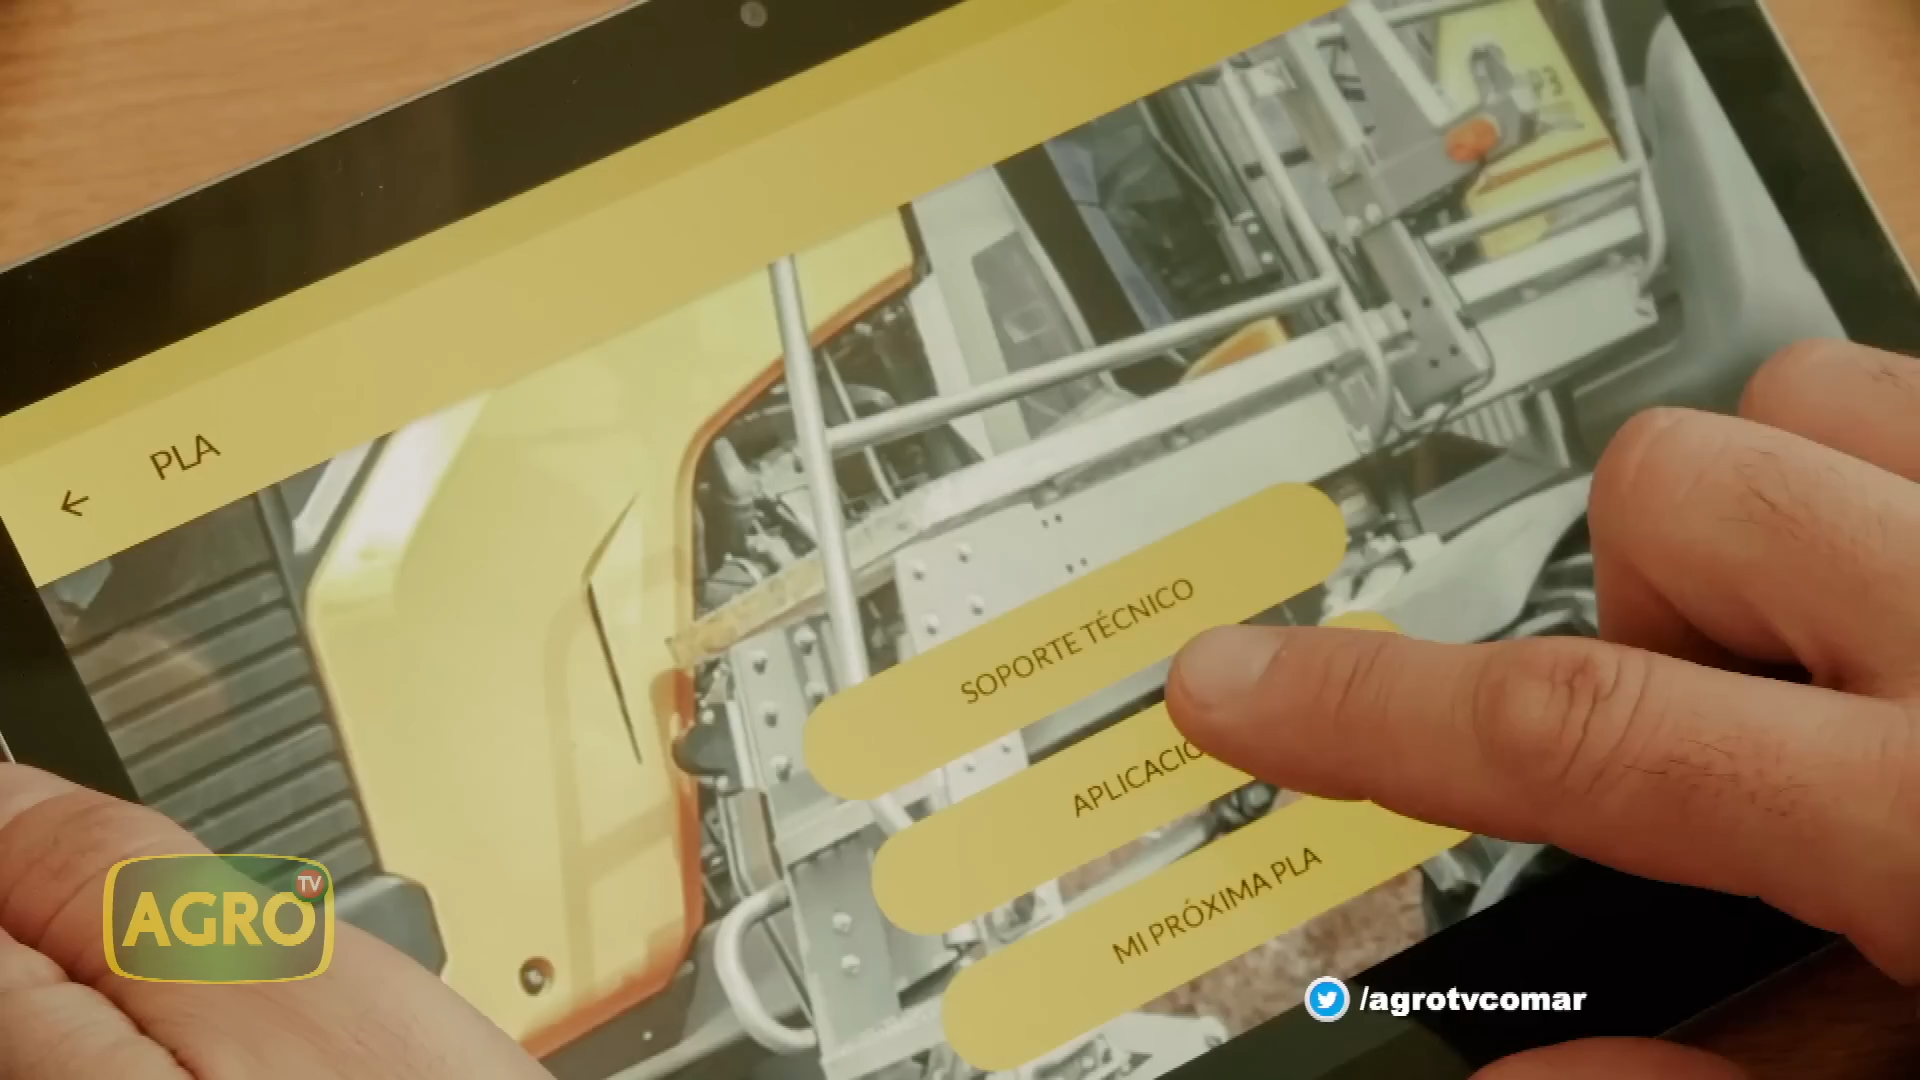 PLA
SOPORTE TÉCNICO
APLICACIO
MI PRÓXIMA PLA
AGRO TV
/agrotvcomar